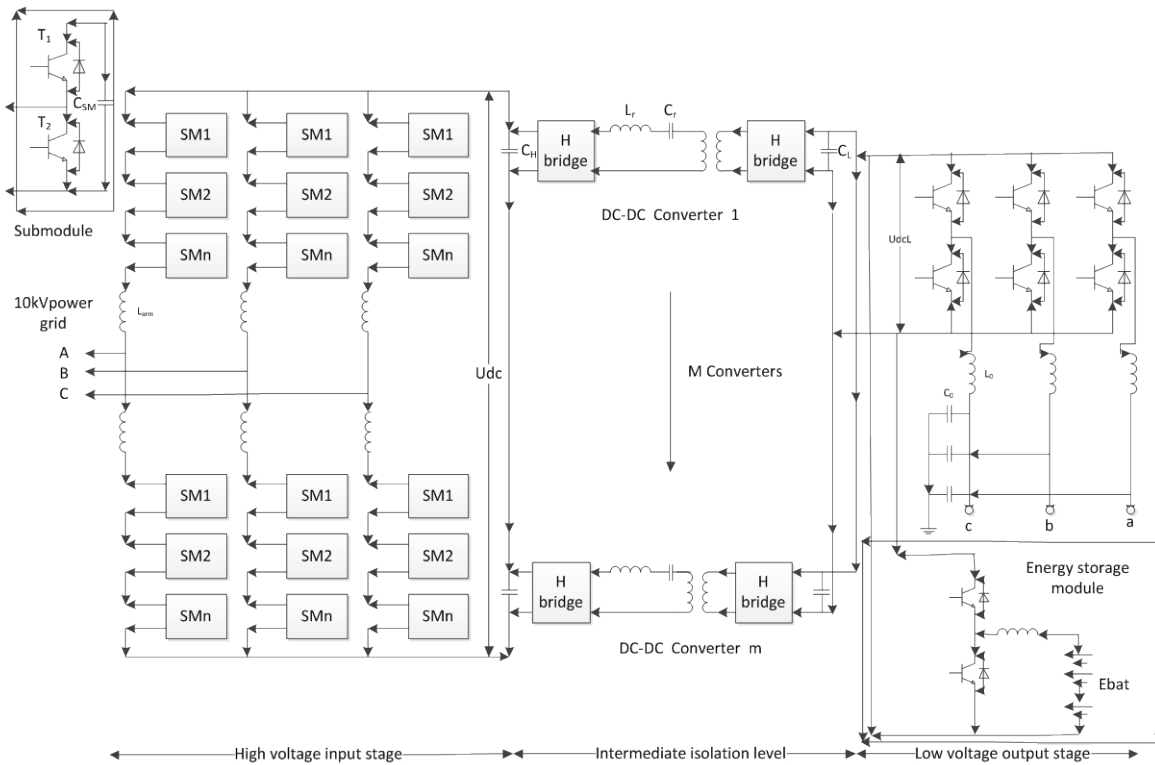 T1
CSM
T2
Submodule
10kVpower
grid
A
B
C
SM1
SM1
SM1
SM2
SM2
SM2
SMn
SMn
SMn
Larm
SM1
SM1
SM1
SM2
SM2
SM2
SMn
SMn
SMn
Udc
CH
H
bridge
Lr
Cr
H
bridge
CL
DC-DC Converter 1
M Converters
H
bridge
H
bridge
DC-DC Converter m
UdcL
L0
C0
c
b
a
Energy storage
module
Ebat
High voltage input stage
Intermediate isolation level
Low voltage output stage